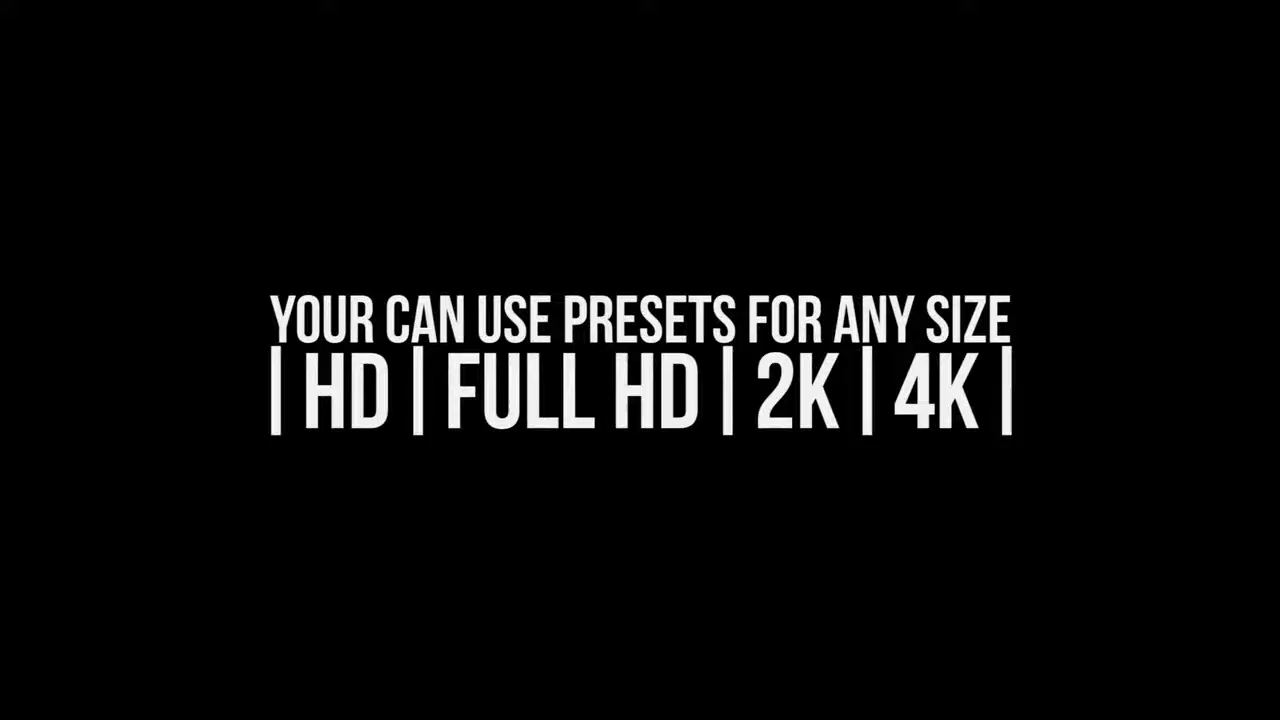 YOUR CAN USE PRESETS FOR ANY SIZE
| HD | FULL HD | 2K | 4K |